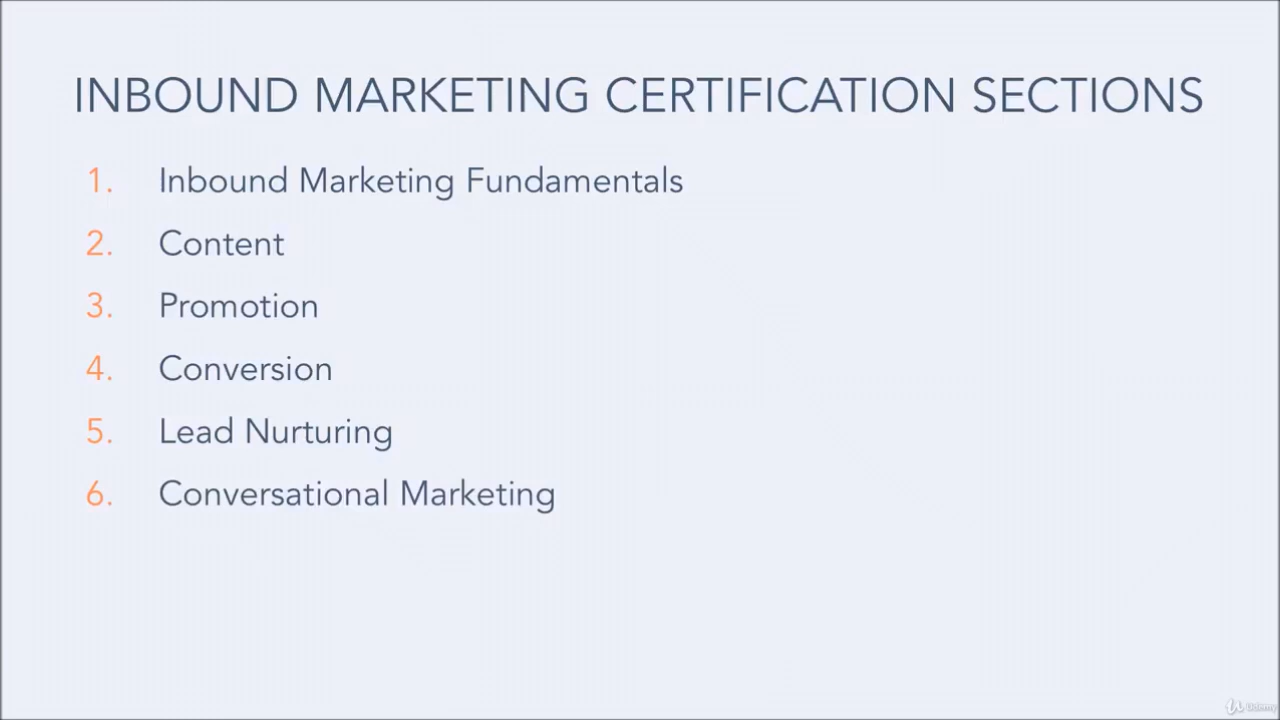 INBOUND MARKETING CERTIFICATION SECTIONS
1. Inbound Marketing Fundamentals
2. Content
3. Promotion
4. Conversion
5. Lead Nurturing
6. Conversational Marketing
Udemy